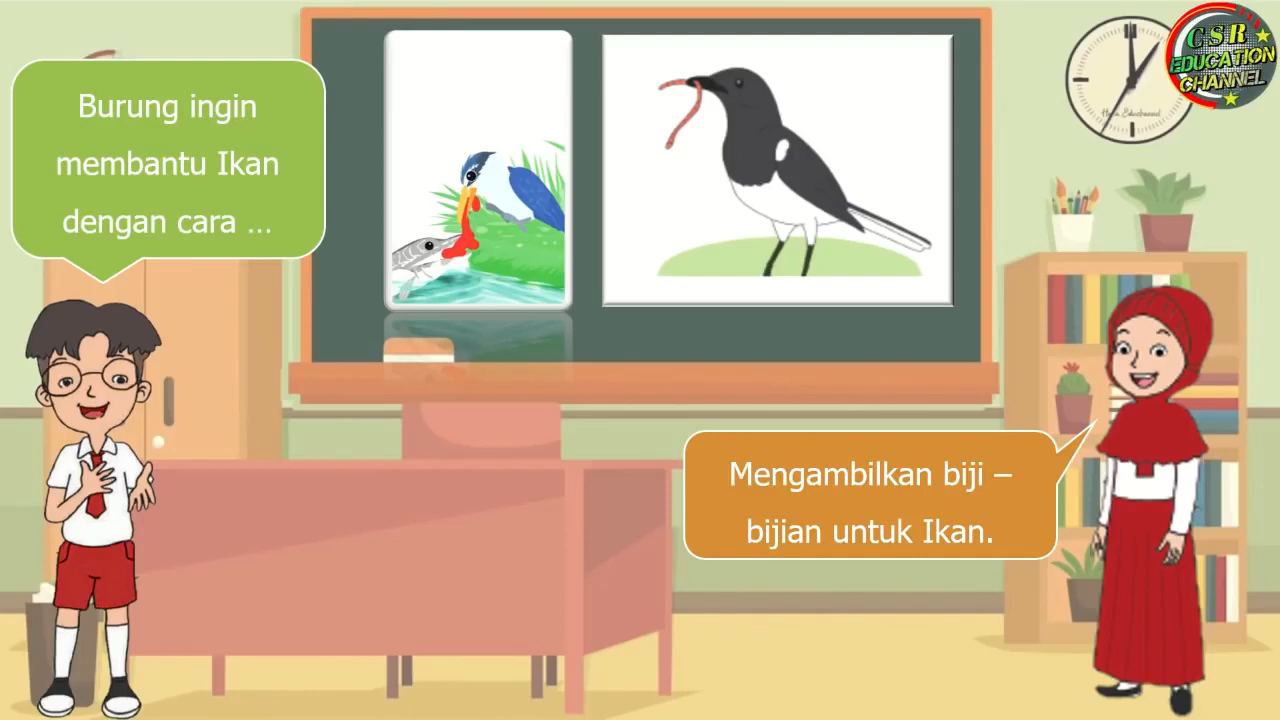 Burung ingin
membantu Ikan
dengan cara ...
Mengambilkan biji –
bijian untuk Ikan.
CSR
EDUCATION
CHANNEL